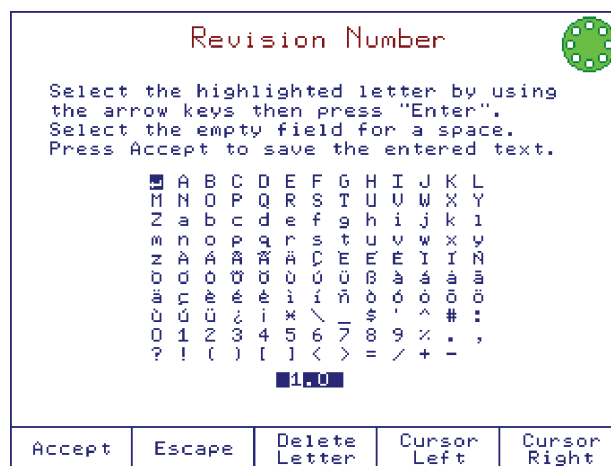 Revision Number
Select the highlighted letter by using
the arrow keys then press "Enter".
Select the empty field for a space.
Press Accept to save the entered text.
↵ A B C D E F G H I J K L
M N O P Q R S T U V W X Y
Z a b c d e f g h i j k l
m n o p q r s t u v w x y
0 1 2 3 4 5 6 7 8 9 % . ,
? ! ( ) [ ] < > = / + -
1.0
Accept
Escape
Delete
Letter
Cursor
Left
Cursor
Right